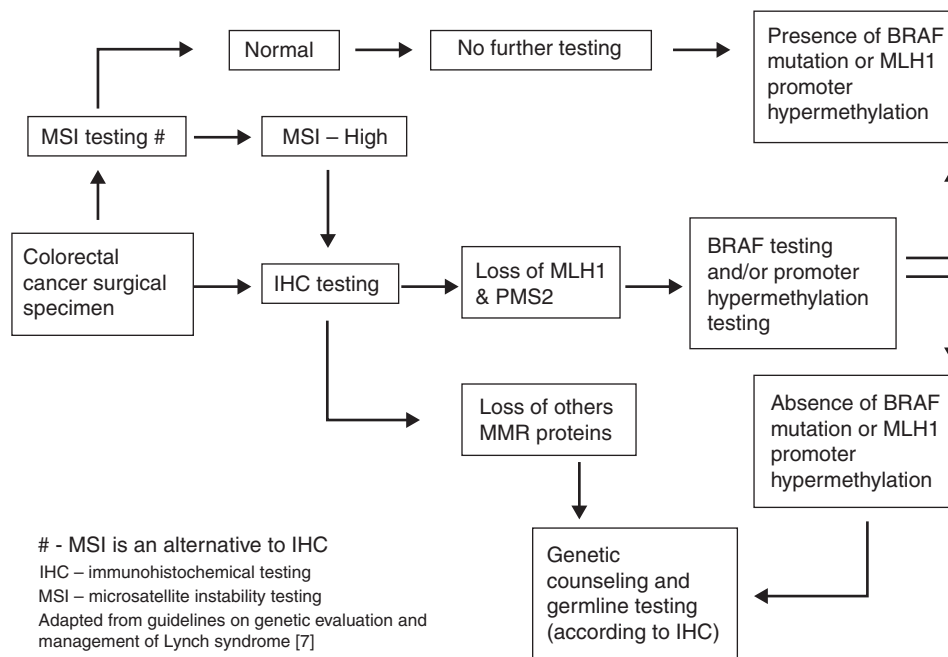 Normal
No further testing
Presence of BRAF
mutation or MLH1
promoter
hypermethylation
MSI testing #
MSI – High
Colorectal
cancer surgical
specimen
IHC testing
Loss of MLH1
& PMS2
BRAF testing
and/or promoter
hypermethylation
testing
Loss of others
MMR proteins
Absence of BRAF
mutation or MLH1
promoter
hypermethylation
Genetic
counseling and
germline testing
(according to IHC)
# - MSI is an alternative to IHC
IHC – immunohistochemical testing
MSI – microsatellite instability testing
Adapted from guidelines on genetic evaluation and
management of Lynch syndrome [7]